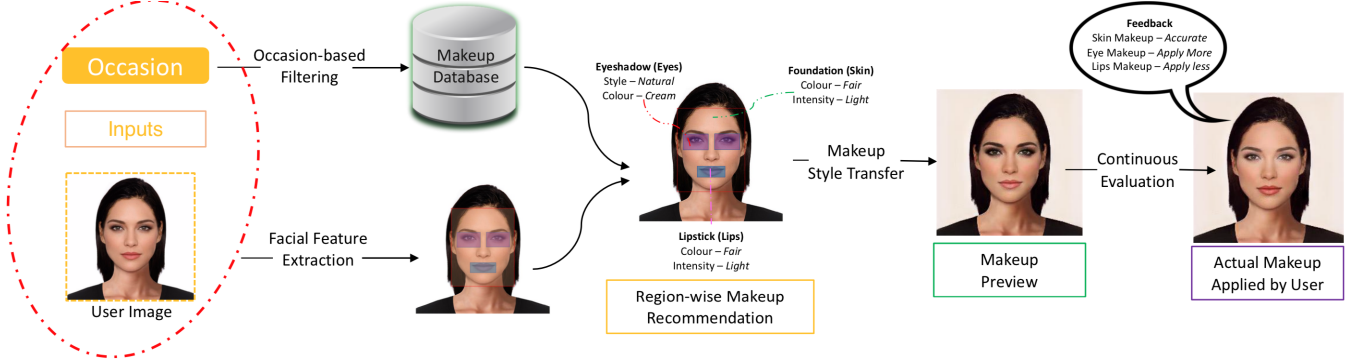 Occasion
Inputs
User Image
Occasion-based
Filtering
Makeup
Database
Facial Feature
Extraction
Eyeshadow (Eyes)
Style – Natural
Colour – Cream
Foundation (Skin)
Colour – Fair
Intensity – Light
Lipstick (Lips)
Colour – Fair
Intensity – Light
Region-wise Makeup
Recommendation
Makeup
Style Transfer
Makeup
Preview
Continuous
Evaluation
Feedback
Skin Makeup – Accurate
Eye Makeup – Apply More
Lips Makeup – Apply less
Actual Makeup
Applied by User